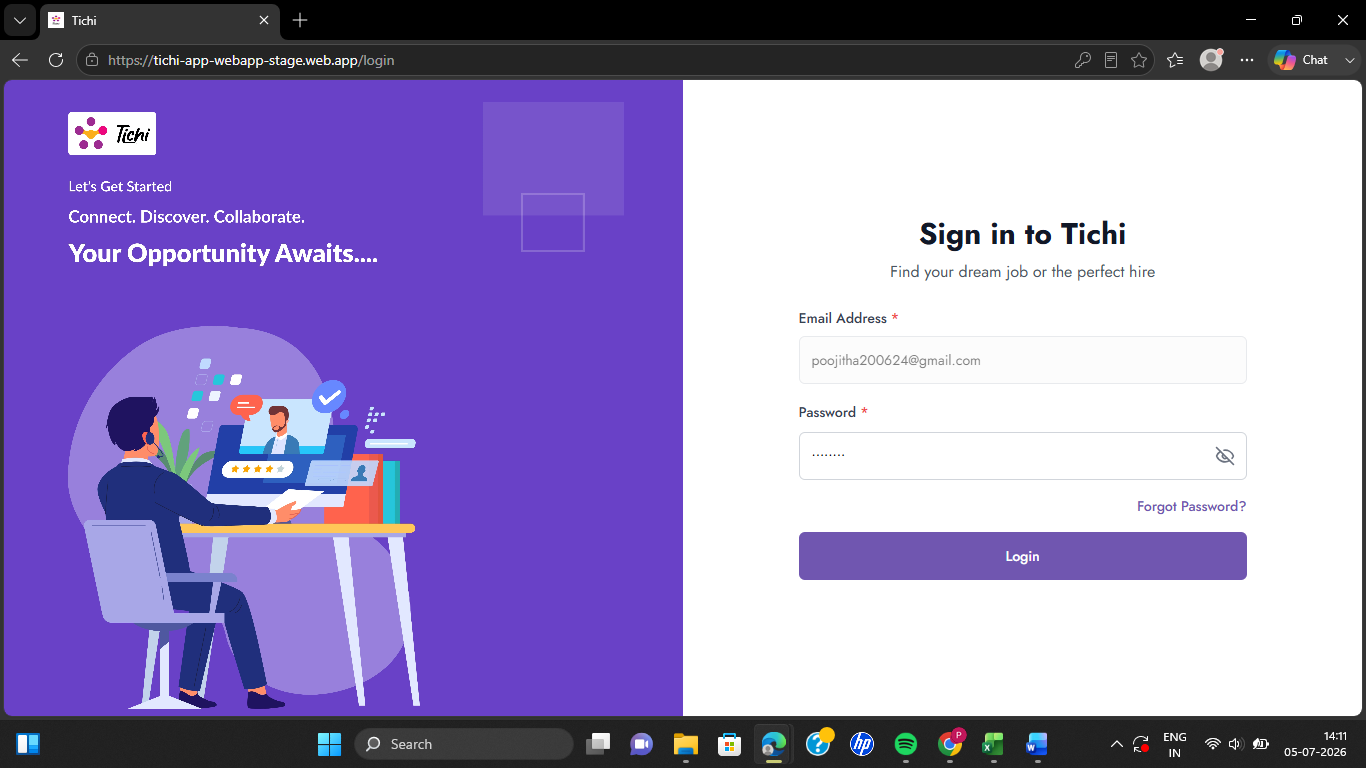 Tichi
https://tichi-app-webapp-stage.web.app/login
Chat
Tichi
Let's Get Started
Connect. Discover. Collaborate.
Your Opportunity Awaits....
Sign in to Tichi
Find your dream job or the perfect hire
Email Address *
poojitha200624@gmail.com
Password *
········
Forgot Password?
Login
Search
hp
P
X
W
ENG
IN
14:11
05-07-2026